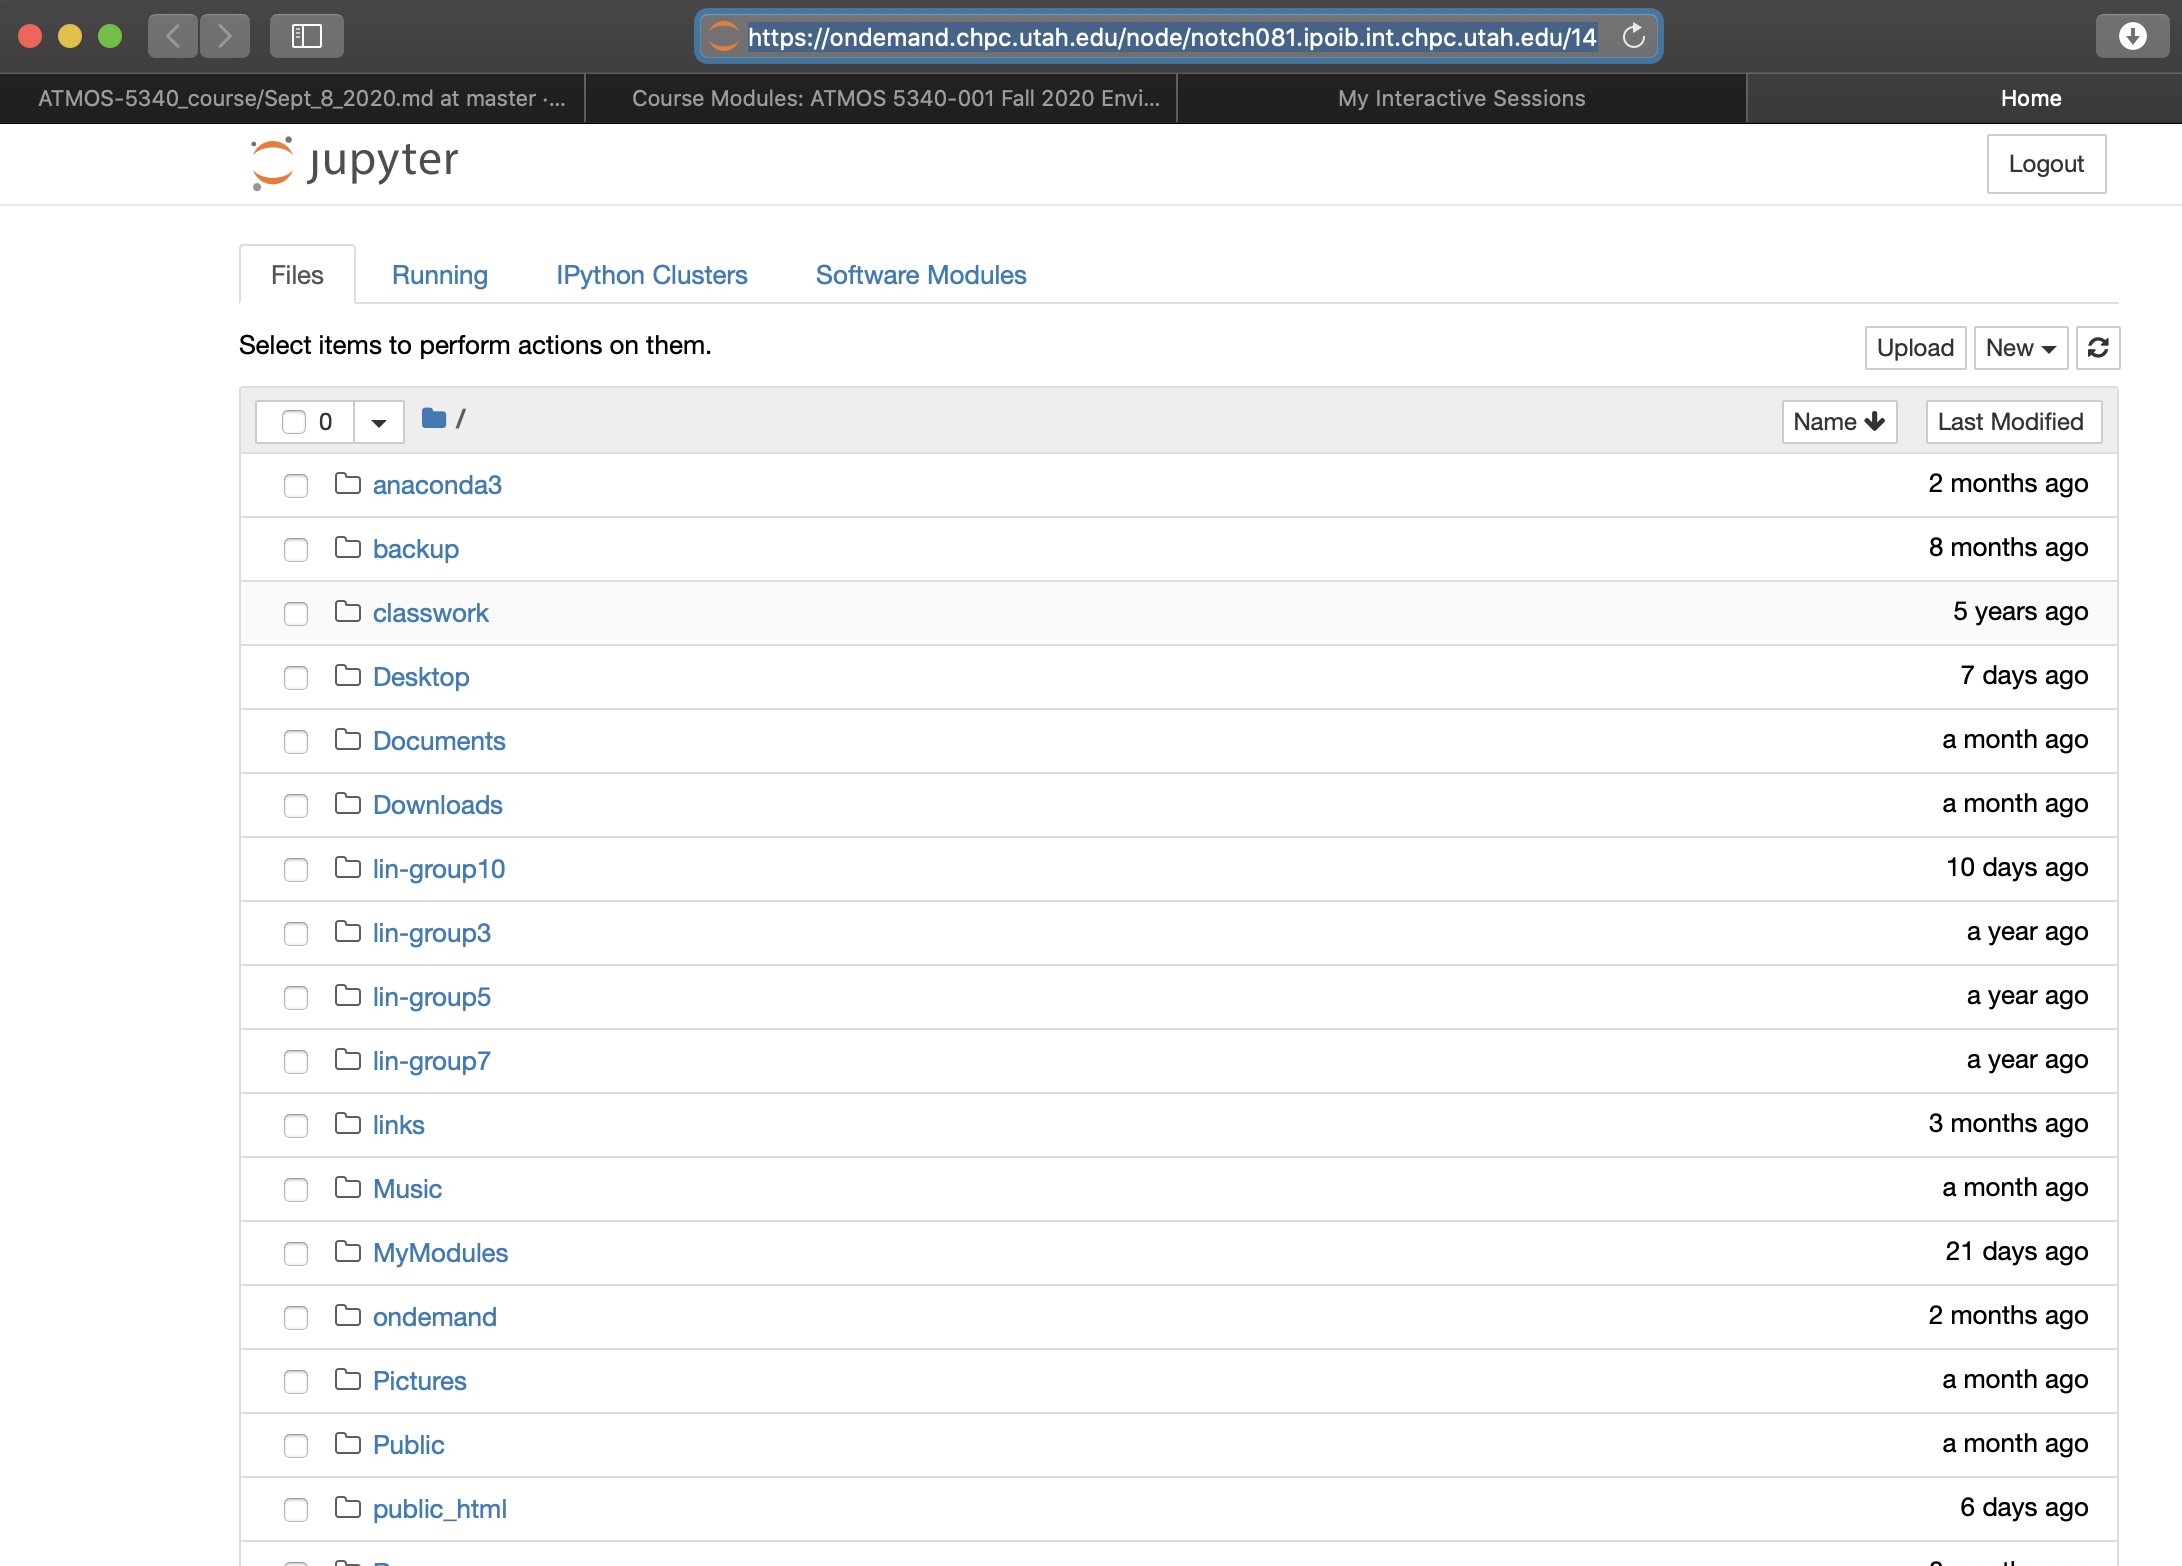 https://ondemand.chpc.utah.edu/node/notch081.ipoib.int.chpc.utah.edu/14
ATMOS-5340_course/Sept_8_2020.md at master ·...
Course Modules: ATMOS 5340-001 Fall 2020 Envi...
My Interactive Sessions
Home
jupyter
Logout
Files
Running
IPython Clusters
Software Modules
Select items to perform actions on them.
Upload
New
0
/
Name
Last Modified
anaconda3
2 months ago
backup
8 months ago
classwork
5 years ago
Desktop
7 days ago
Documents
a month ago
Downloads
a month ago
lin-group10
10 days ago
lin-group3
a year ago
lin-group5
a year ago
lin-group7
a year ago
links
3 months ago
Music
a month ago
MyModules
21 days ago
ondemand
2 months ago
Pictures
a month ago
Public
a month ago
public_html
6 days ago